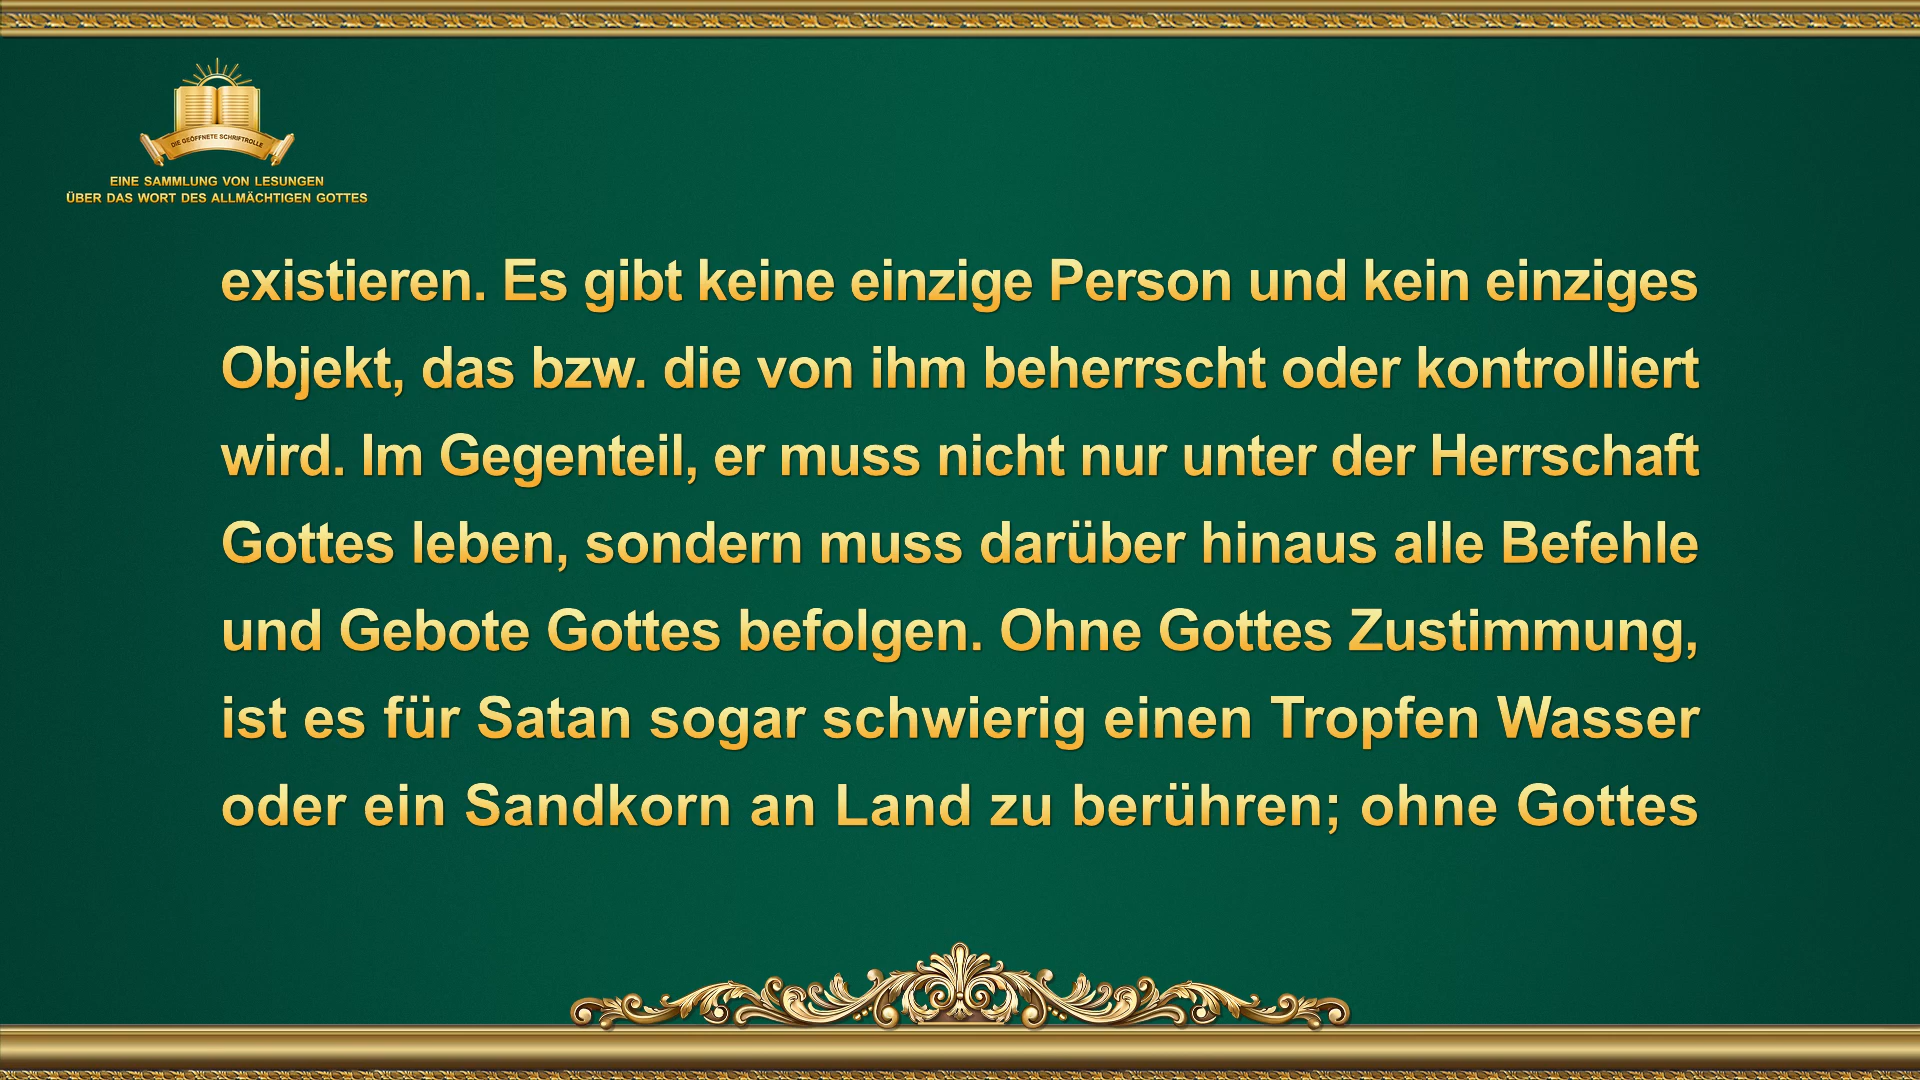 DIE GEÖFFNETE SCHRIFTROLLE
EINE SAMMLUNG VON LESUNGEN
ÜBER DAS WORT DES ALLMÄCHTIGEN GOTTES
existieren. Es gibt keine einzige Person und kein einziges
Objekt, das bzw. die von ihm beherrscht oder kontrolliert
wird. Im Gegenteil, er muss nicht nur unter der Herrschaft
Gottes leben, sondern muss darüber hinaus alle Befehle
und Gebote Gottes befolgen. Ohne Gottes Zustimmung,
ist es für Satan sogar schwierig einen Tropfen Wasser
oder ein Sandkorn an Land zu berühren; ohne Gottes